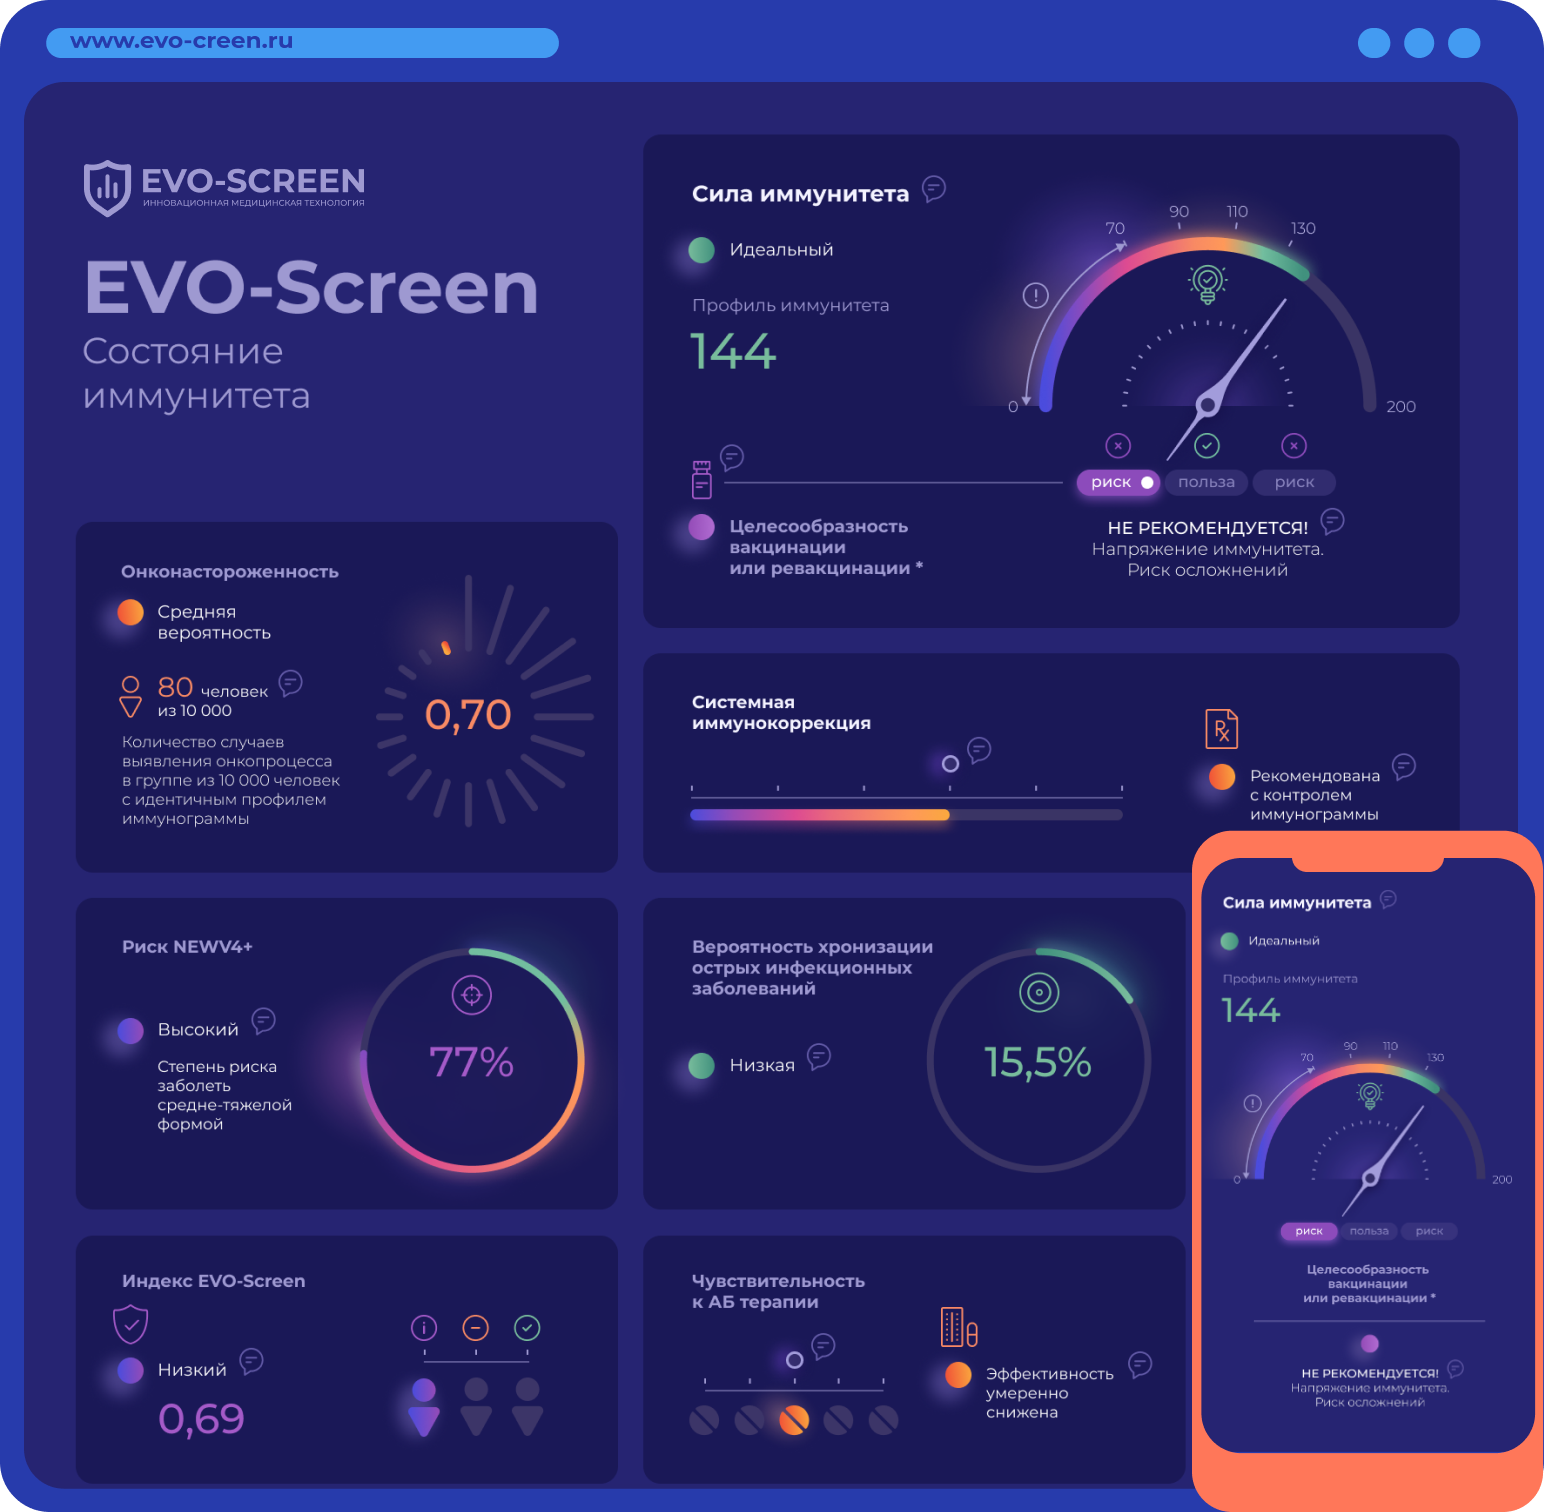 www.evo-creen.ru
EVO-SCREEN
ИННОВАЦИОННАЯ МЕДИЦИНСКАЯ ТЕХНОЛОГИЯ
EVO-Screen
Состояние
иммунитета
Сила иммунитета
Идеальный
Профиль иммунитета
144
0
70
90
110
130
200
риск
польза
риск
Целесообразность
вакцинации
или ревакцинации *
НЕ РЕКОМЕНДУЕТСЯ!
Напряжение иммунитета.
Риск осложнений
Онконастороженность
Средняя
вероятность
80 человек
из 10 000
Количество случаев
выявления онкопроцесса
в группе из 10 000 человек
с идентичным профилем
иммунограммы
0,70
Системная
иммунокоррекция
Rx
Рекомендована
с контролем
иммунограммы
Риск NEWV4+
Высокий
Степень риска
заболеть
средне-тяжелой
формой
77%
Вероятность хронизации
острых инфекционных
заболеваний
Низкая
15,5%
Индекс EVO-Screen
Низкий
0,69
Чувствительность
к АБ терапии
Эффективность
умеренно
снижена
Сила иммунитета
Идеальный
Профиль иммунитета
144
0
70
90
110
130
200
риск
польза
риск
Целесообразность
вакцинации
или ревакцинации *
НЕ РЕКОМЕНДУЕТСЯ!
Напряжение иммунитета.
Риск осложнений